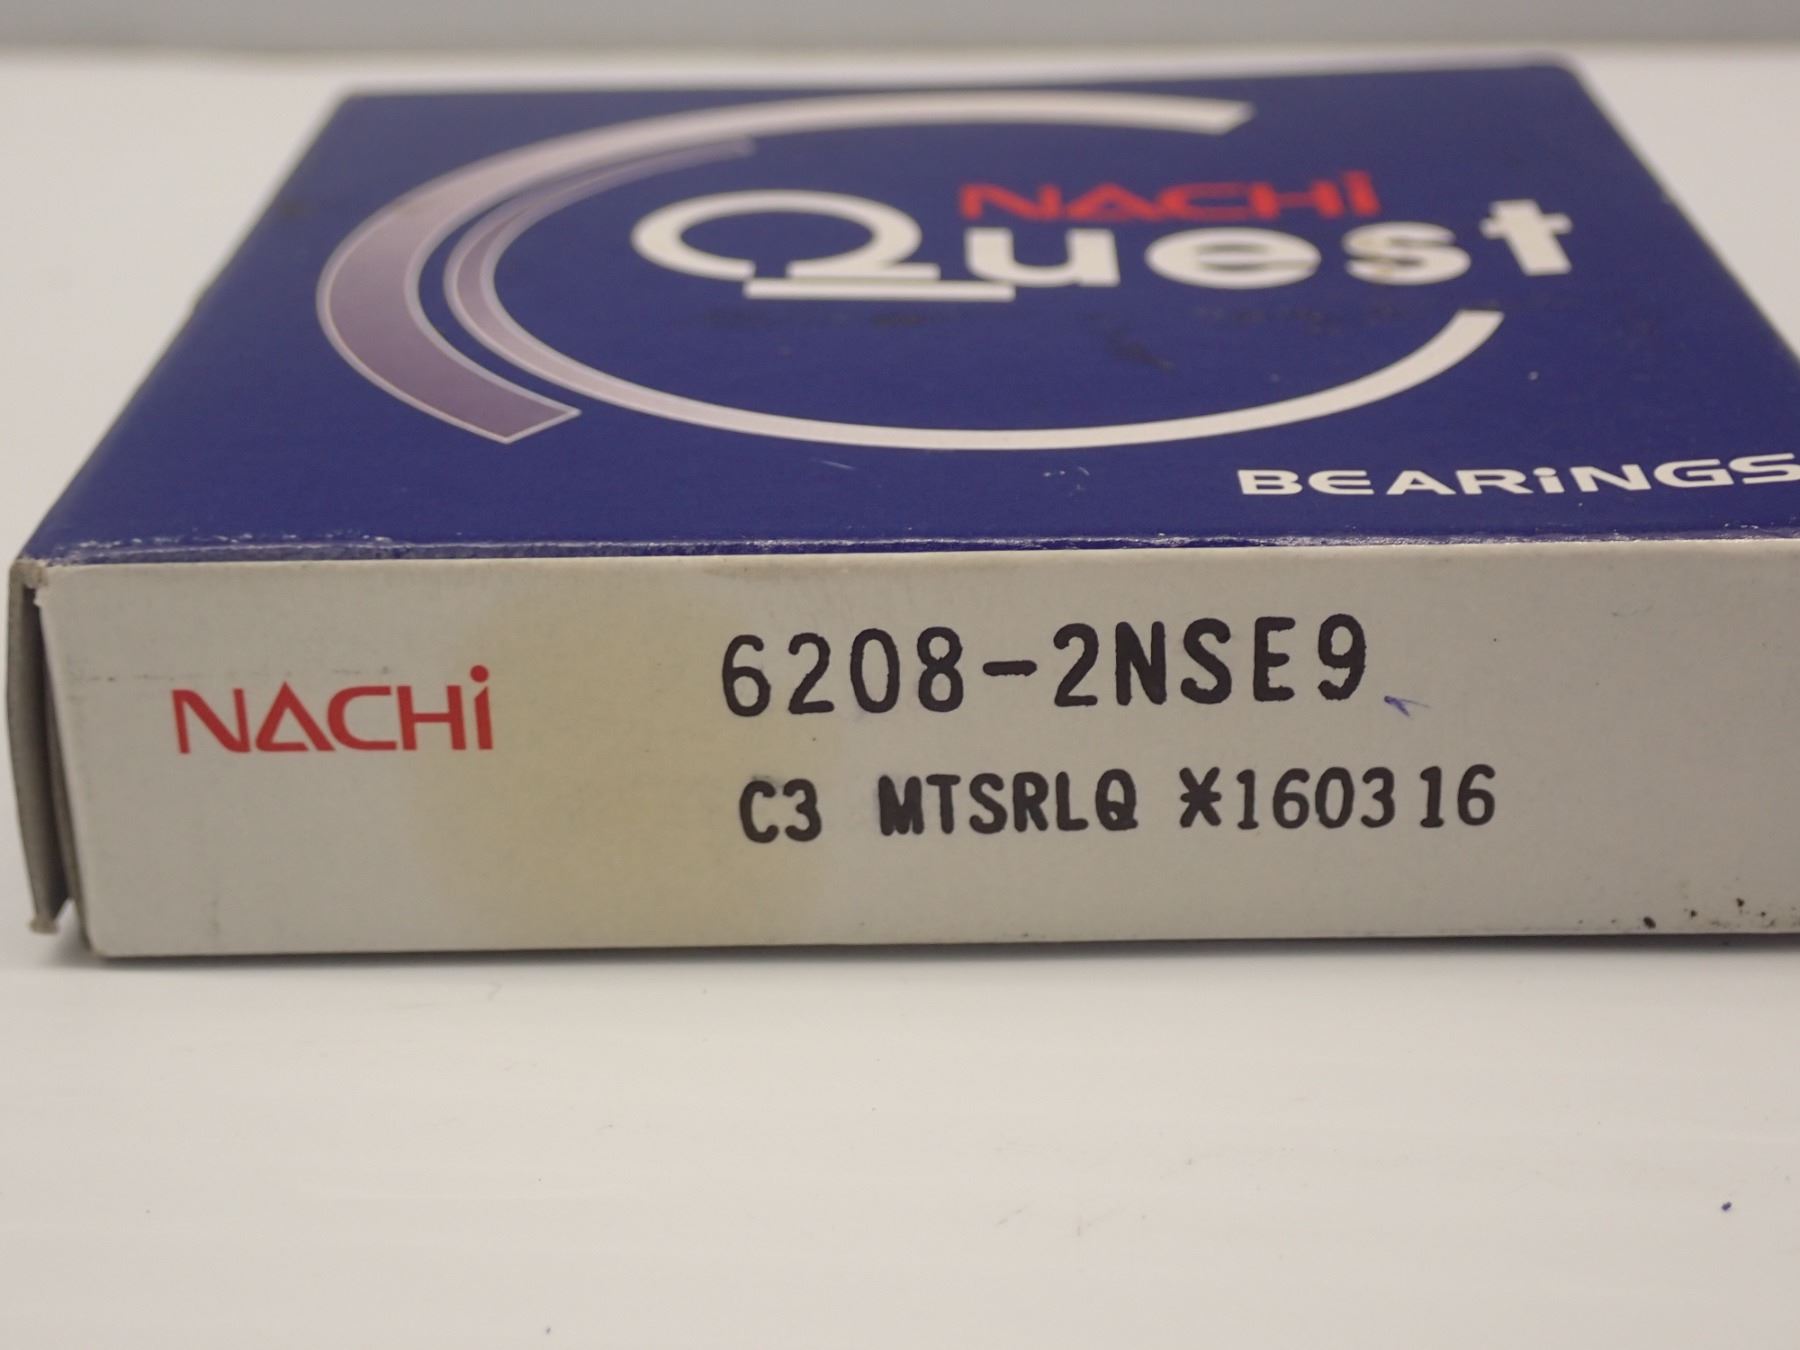 NACHi
Quest
BEARiNGS
NACHi
6208-2NSE9
C3 MTSRLQ *160316